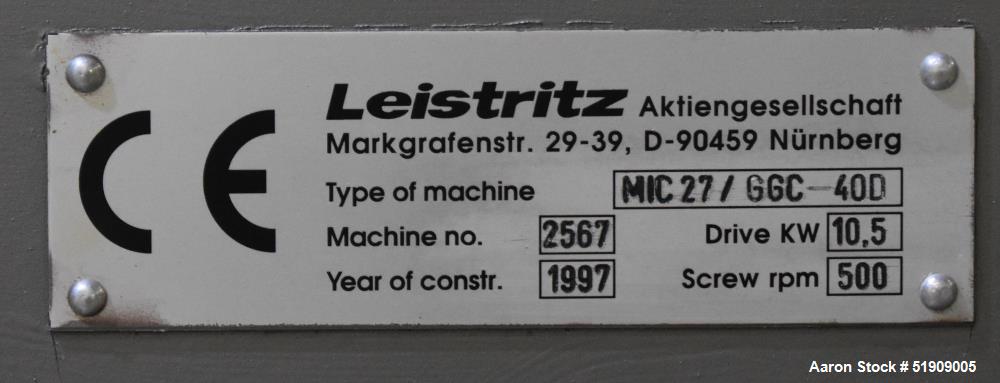 CE
Leistritz Aktiengesellschaft
Markgrafenstr. 29-39, D-90459 Nürnberg
Type of machine MIC 27 / GGC-40D
Machine no. 2567 Drive KW 10,5
Year of constr. 1997 Screw rpm 500
Aaron Stock # 51909005